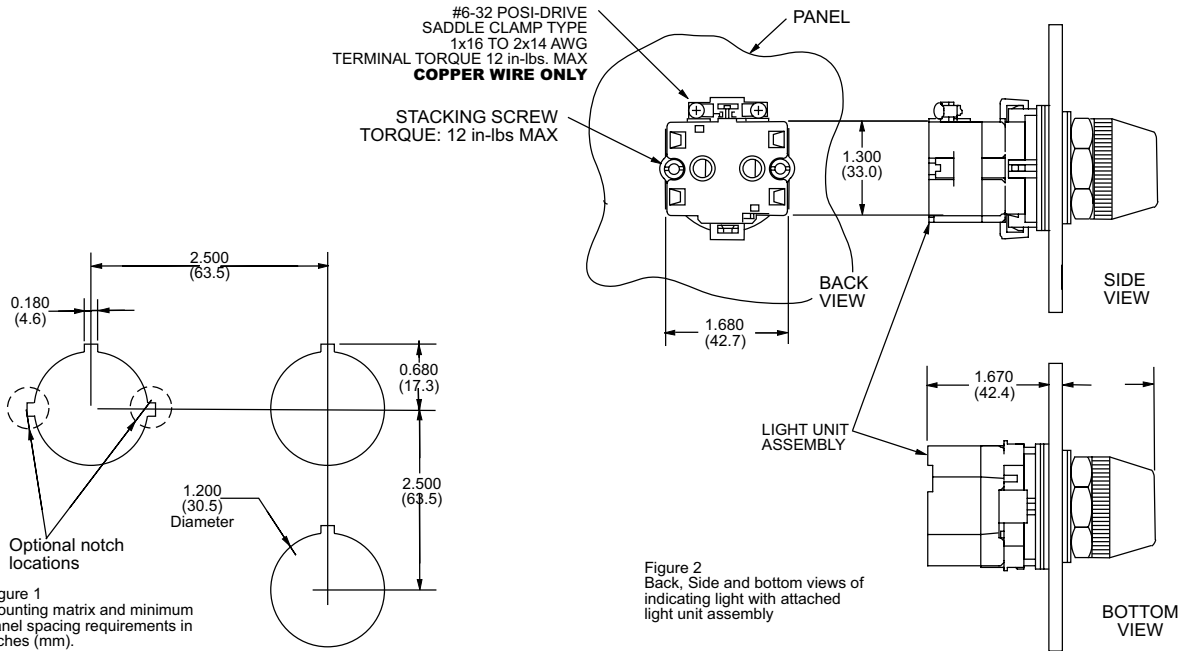 #6-32 POSI-DRIVE
SADDLE CLAMP TYPE
1x16 TO 2x14 AWG
TERMINAL TORQUE 12 in-lbs. MAX
COPPER WIRE ONLY
STACKING SCREW
TORQUE: 12 in-lbs MAX
PANEL
1.300
(33.0)
BACK
VIEW
SIDE
VIEW
1.680
(42.7)
2.500
(63.5)
0.180
(4.6)
0.680
(17.3)
2.500
(63.5)
1.200
(30.5)
Diameter
Optional notch
locations
gure 1
ounting matrix and minimum
anel spacing requirements in
ches (mm).
1.670
(42.4)
LIGHT UNIT
ASSEMBLY
Figure 2
Back, Side and bottom views of
indicating light with attached
light unit assembly
BOTTOM
VIEW